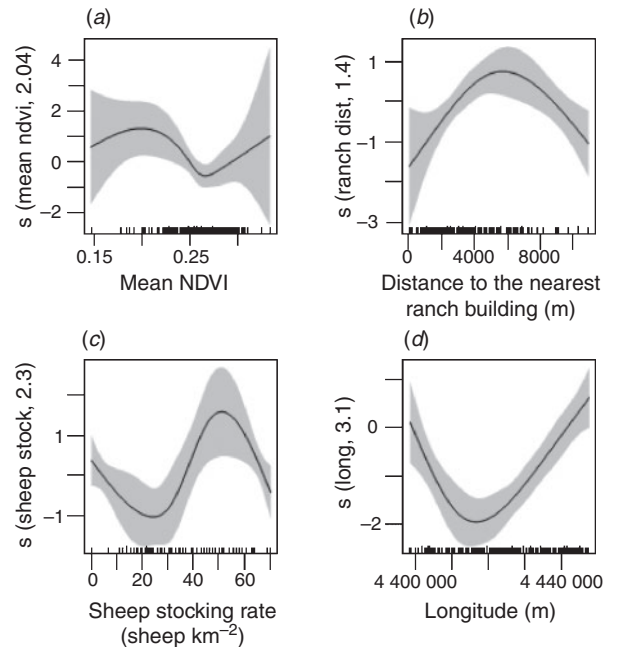 (a)
s (mean ndvi, 2.04)
4
2
0
−2
0.15
0.25
Mean NDVI
(b)
s (ranch dist, 1.4)
1
−1
−3
0
4000
8000
Distance to the nearest
ranch building (m)
(c)
s (sheep stock, 2.3)
1
−1
0
20
40
60
Sheep stocking rate
(sheep km⁻²)
(d)
s (long, 3.1)
0
−2
4 400 000
4 440 000
Longitude (m)